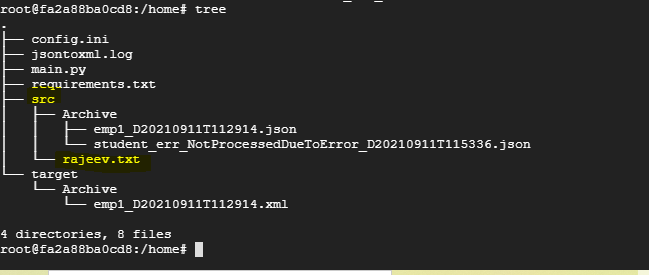 root@fa2a88ba0cd8:/home# tree
.
├── config.ini
├── jsontoxml.log
├── main.py
├── requirements.txt
├── src
│   ├── Archive
│   │   ├── emp1_D20210911T112914.json
│   │   └── student_err_NotProcessedDueToError_D20210911T115336.json
│   └── rajeev.txt
└── target
    └── Archive
        └── emp1_D20210911T112914.xml

4 directories, 8 files
root@fa2a88ba0cd8:/home#